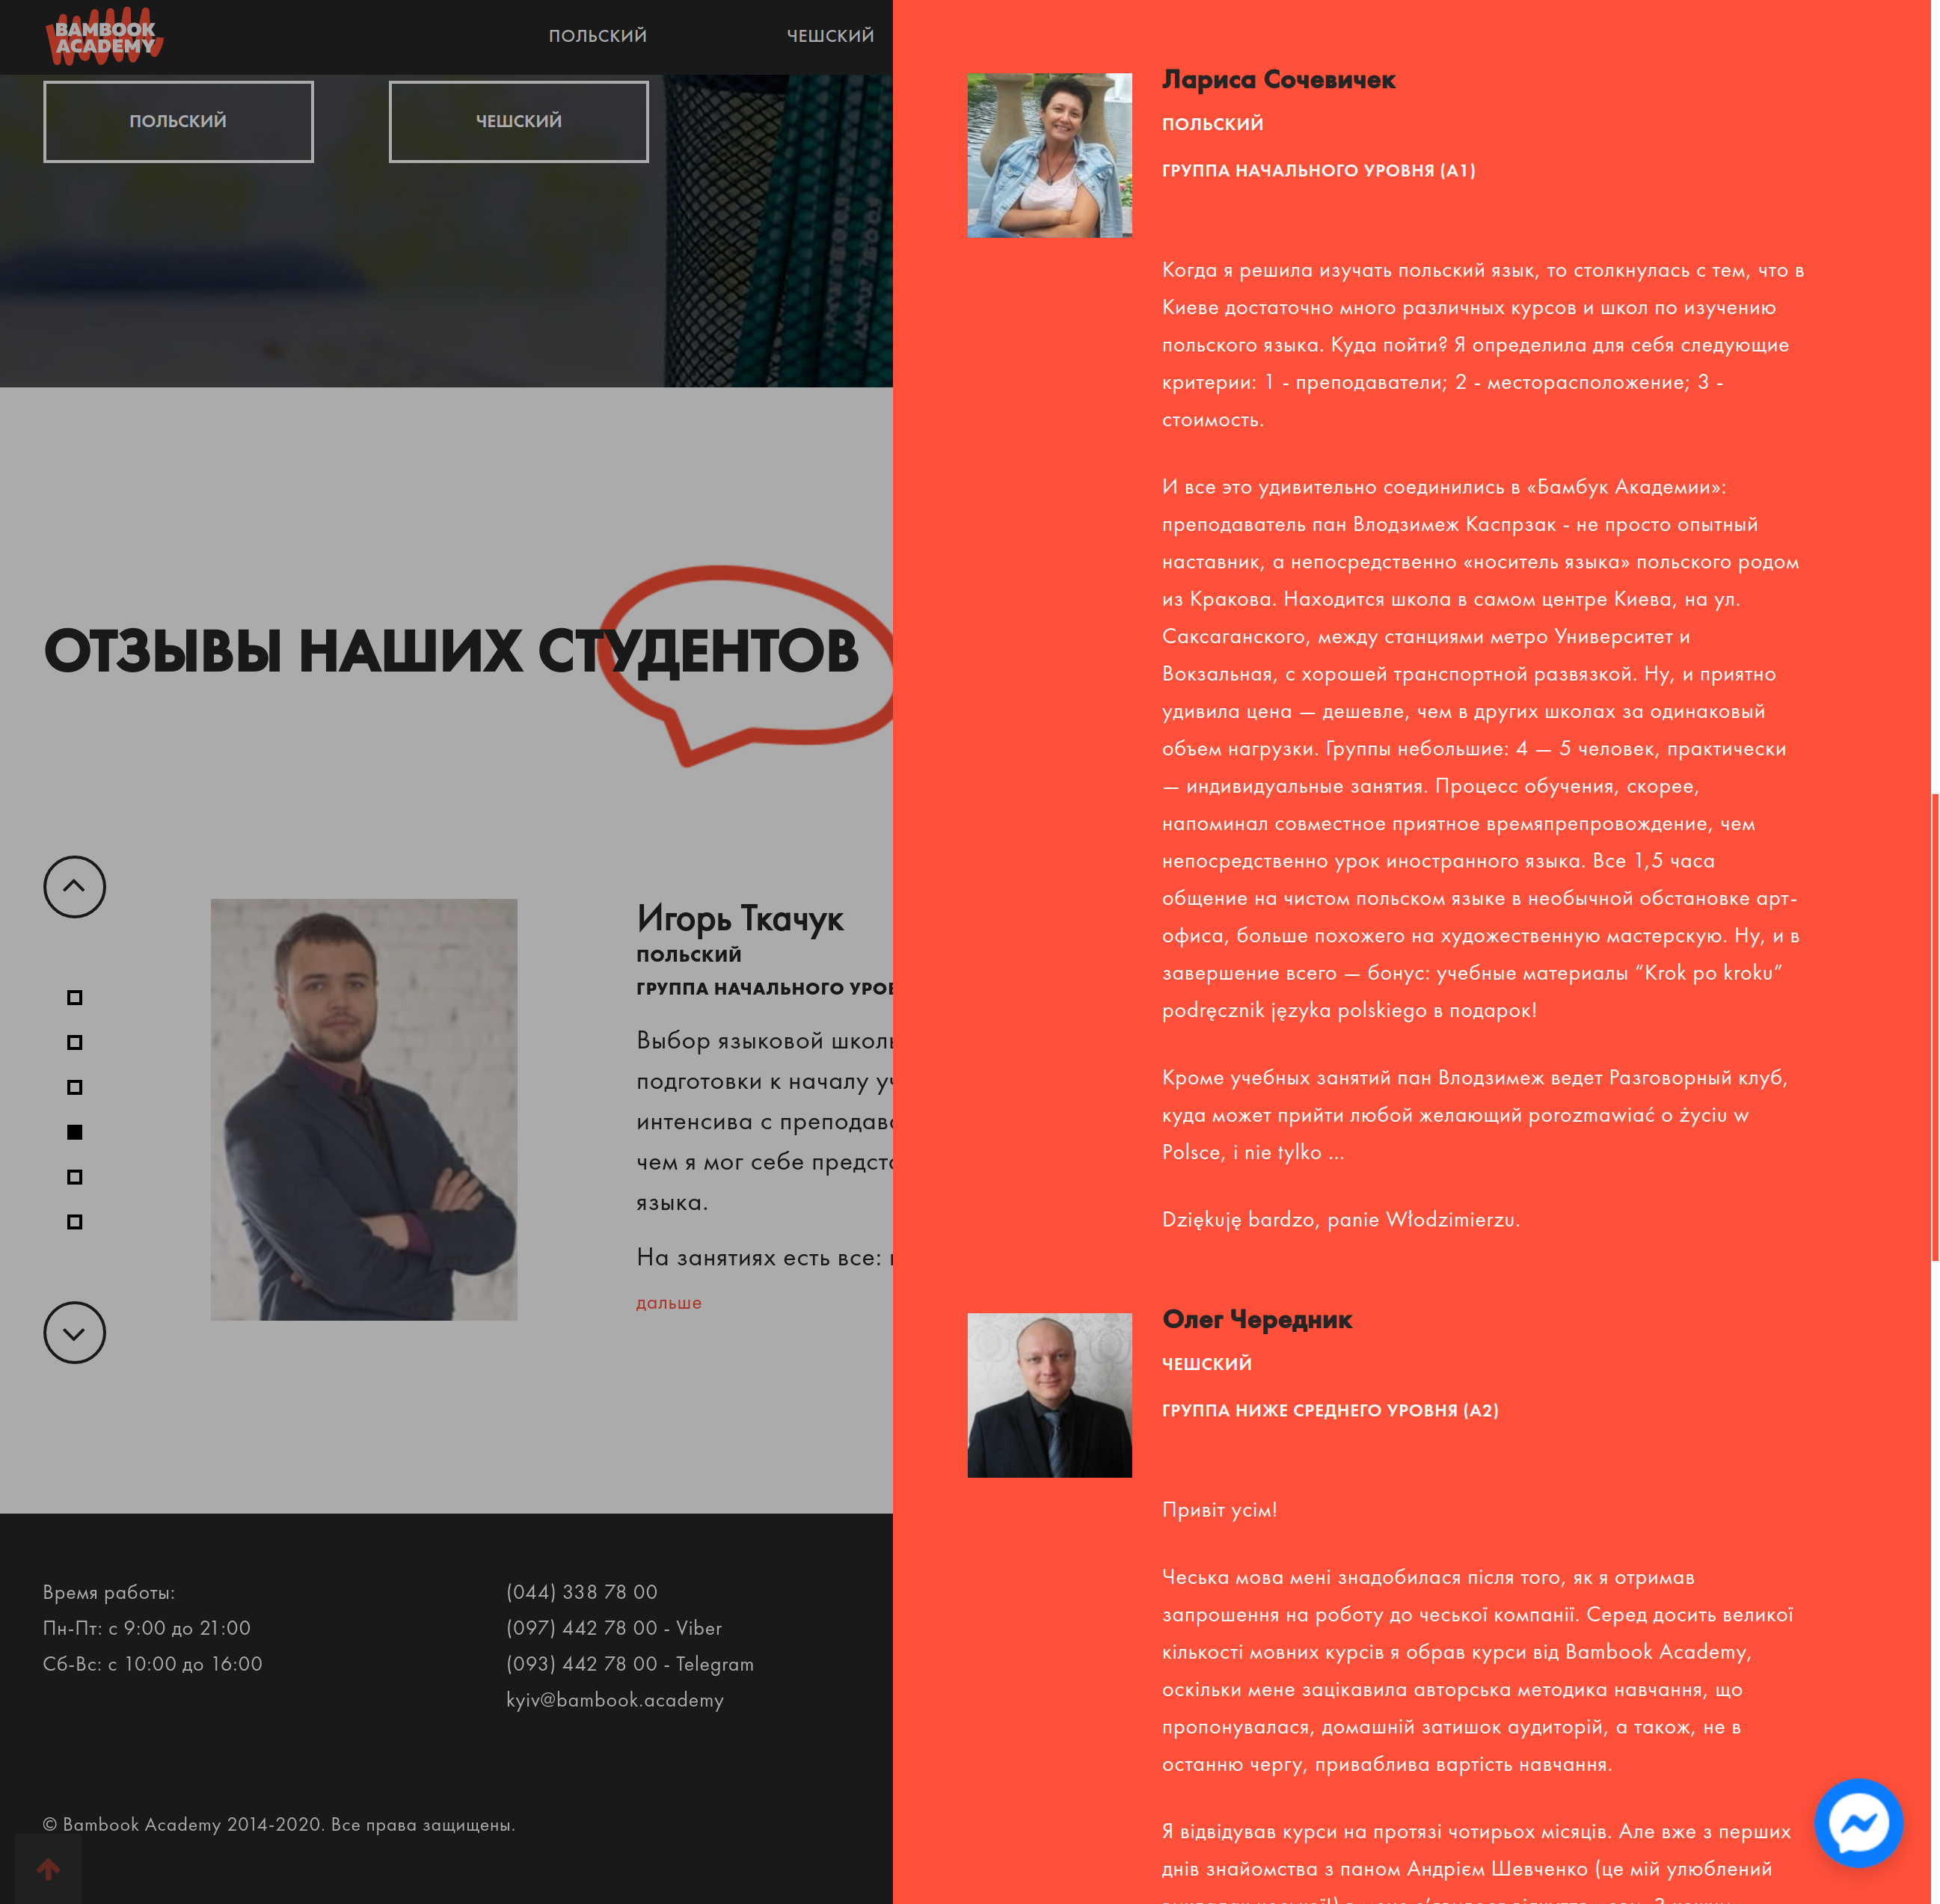 BAMBOOK
ACADEMY
ПОЛЬСКИЙ
ЧЕШСКИЙ
ПОЛЬСКИЙ
ЧЕШСКИЙ
ОТЗЫВЫ НАШИХ СТУДЕНТОВ
Игорь Ткачук
ПОЛЬСКИЙ
ГРУППА НАЧАЛЬНОГО
Выбор языковой
подготовки к началу
интенсива с
чем я мог себе
языка.
На занятиях есть все:
дальше
Время работы:
Пн-Пт: с 9:00 до 21:00
Сб-Вс: с 10:00 до 16:00
(044) 338 78 00
(097) 442 78 00 - Viber
(093) 442 78 00 - Telegram
kyiv@bambook.academy
© Bambook Academy 2014-2020. Все права защищены.
Лариса Сочевичек
ПОЛЬСКИЙ
ГРУППА НАЧАЛЬНОГО УРОВНЯ (А1)
Когда я решила изучать польский язык, то столкнулась с тем, что в
Киеве достаточно много различных курсов и школ по изучению
польского языка. Куда пойти? Я определила для себя следующие
критерии: 1 - преподаватели; 2 - месторасположение; 3 -
стоимость.
И все это удивительно соединились в «Бамбук Академии»:
преподаватель пан Влодзимеж Каспрзак - не просто опытный
наставник, а непосредственно «носитель языка» польского родом
из Кракова. Находится школа в самом центре Киева, на ул.
Саксаганского, между станциями метро Университет и
Вокзальная, с хорошей транспортной развязкой. Ну, и приятно
удивила цена — дешевле, чем в других школах за одинаковый
объем нагрузки. Группы небольшие: 4 — 5 человек, практически
— индивидуальные занятия. Процесс обучения, скорее,
напоминал совместное приятное времяпрепровождение, чем
непосредственно урок иностранного языка. Все 1,5 часа
общение на чистом польском языке в необычной обстановке арт-
офиса, больше похожего на художественную мастерскую. Ну, и в
завершение всего — бонус: учебные материалы “Krok po kroku”
podręcznik języka polskiego в подарок!
Кроме учебных занятий пан Влодзимеж ведет Разговорный клуб,
куда может прийти любой желающий porozmawiać o życiu w
Polsce, i nie tylko ...
Dziękuję bardzo, panie Włodzimierzu.
Олег Чередник
ЧЕШСКИЙ
ГРУППА НИЖЕ СРЕДНЕГО УРОВНЯ (А2)
Привіт усім!
Чеська мова мені знадобилася після того, як я отримав
запрошення на роботу до чеської компанії. Серед досить великої
кількості мовних курсів я обрав курси від Bambook Academy,
оскільки мене зацікавила авторська методика навчання, що
пропонувалася, домашній затишок аудиторій, а також, не в
останню чергу, приваблива вартість навчання.
Я відвідував курси на протязі чотирьох місяців. Але вже з перших
днів знайомства з паном Андрієм Шевченко (це мій улюблений